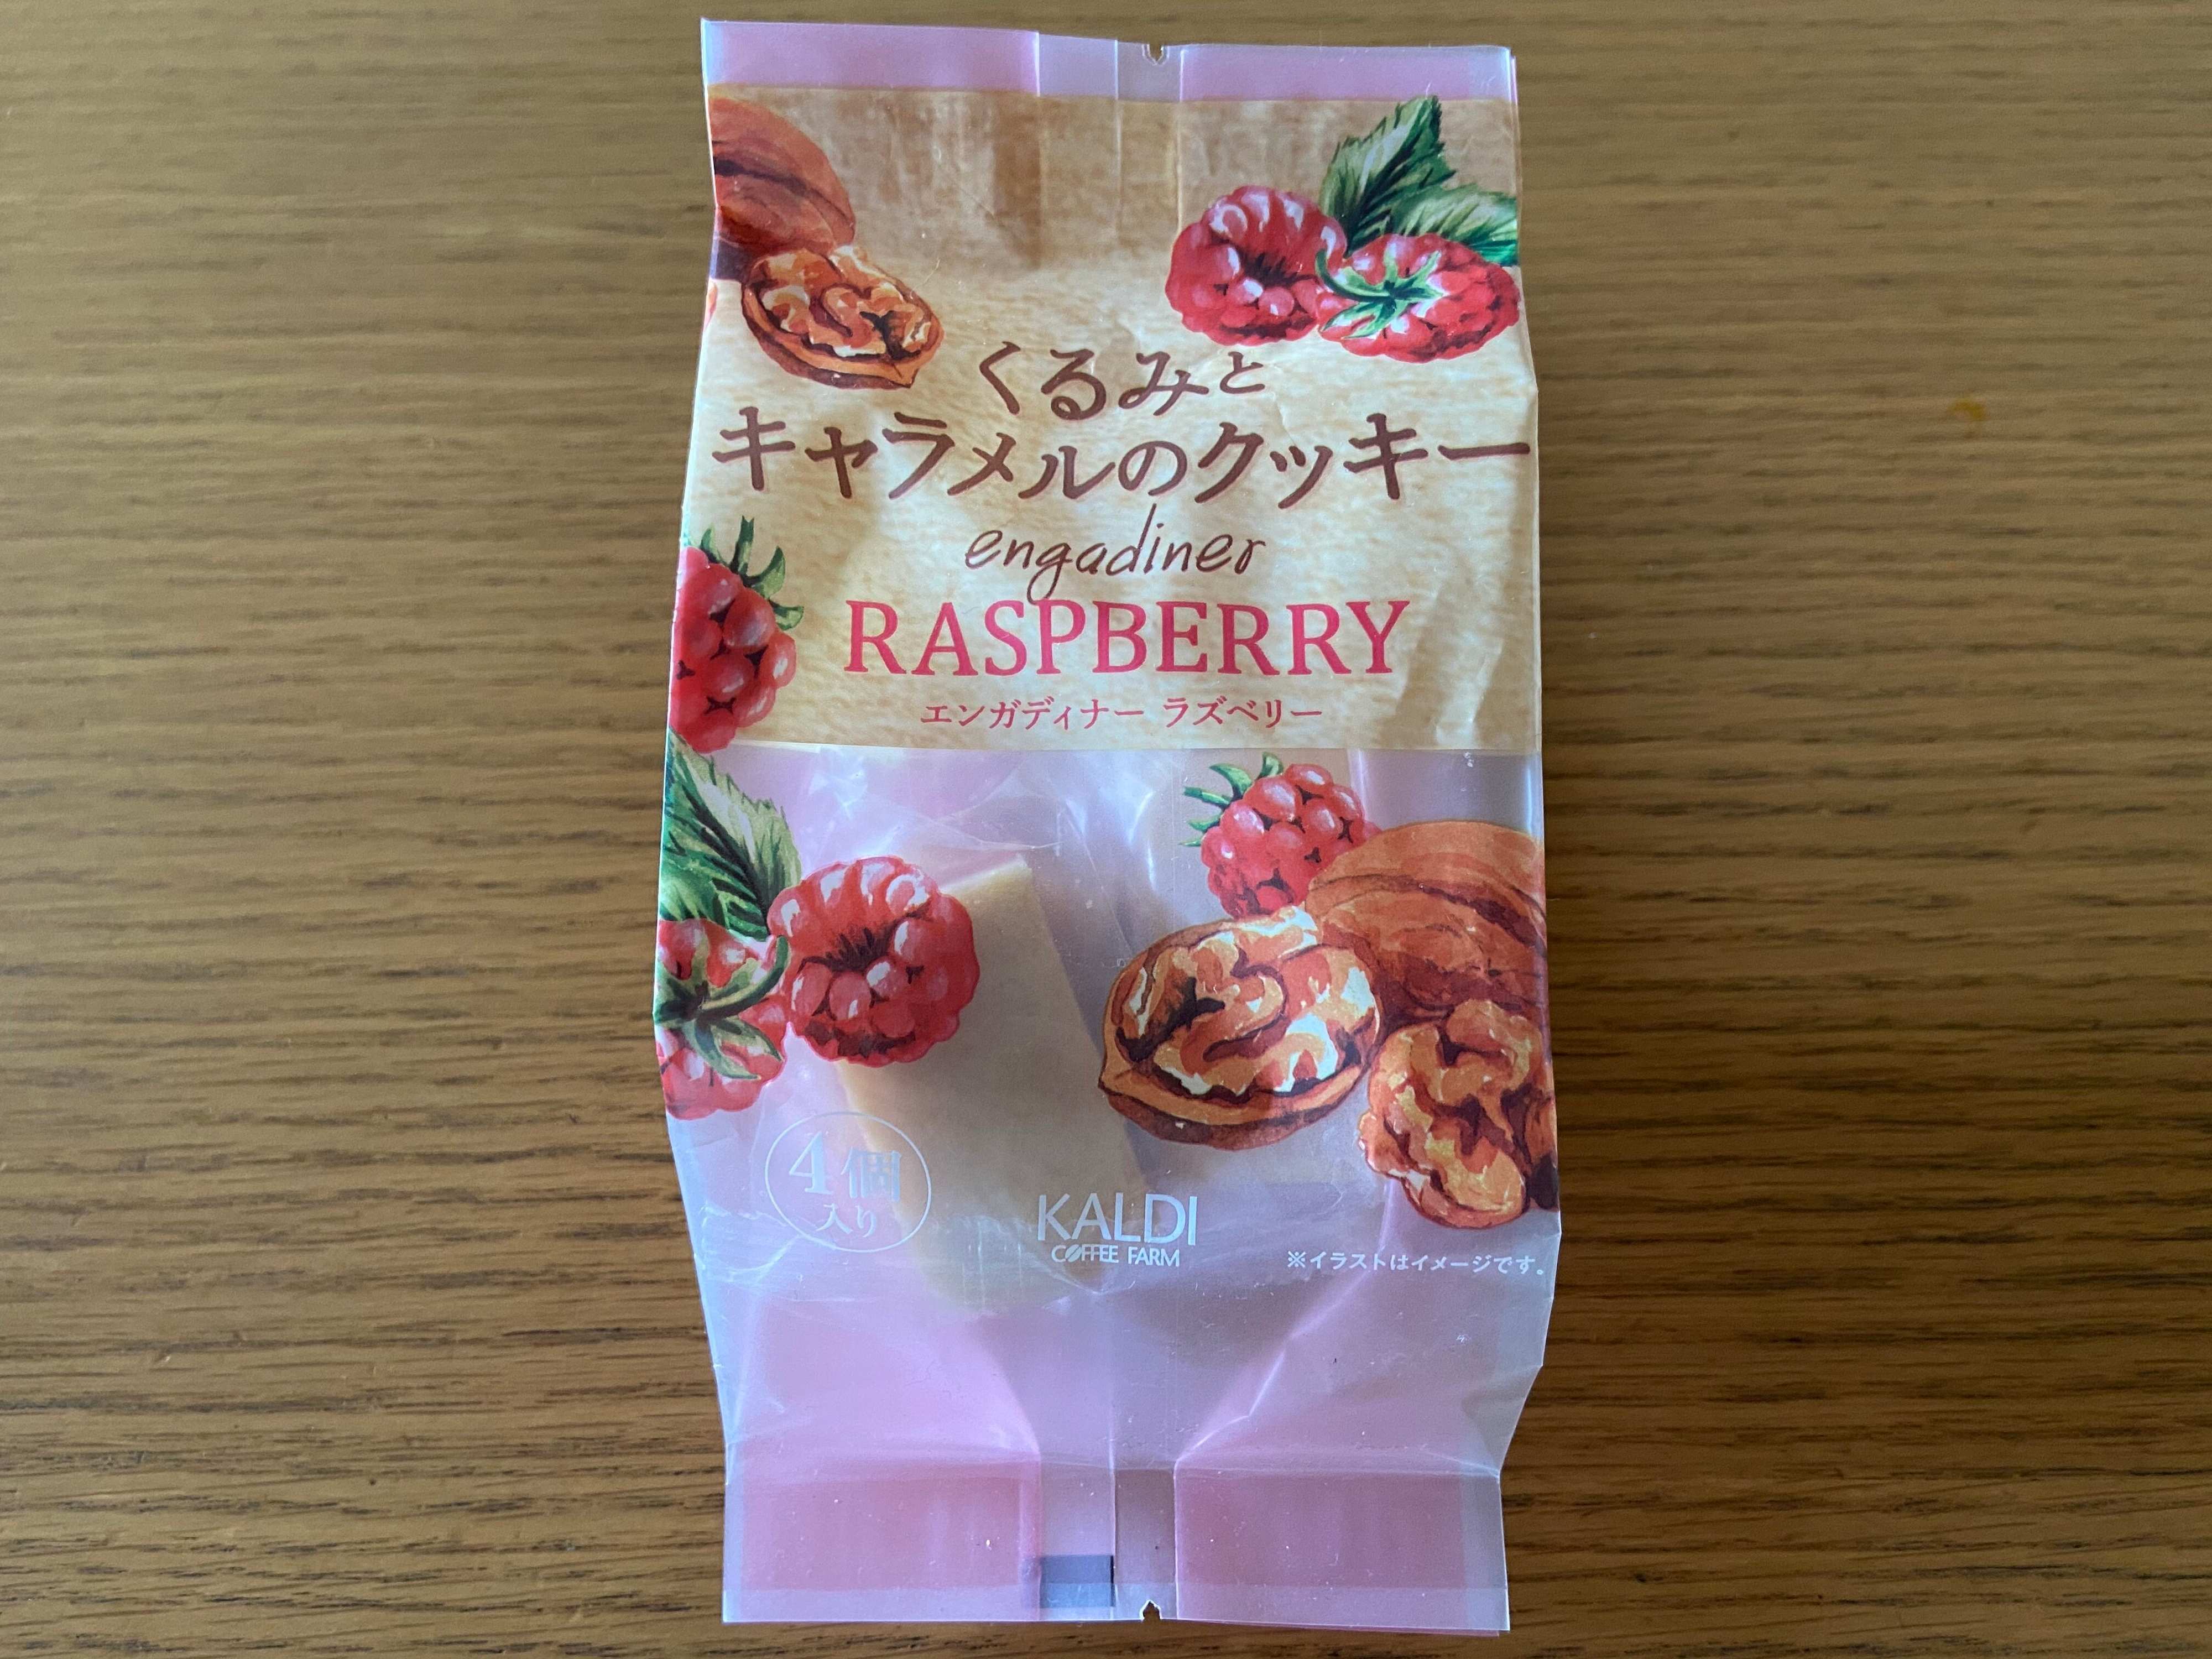 くるみと
キャラメルのクッキー
engadiner
RASPBERRY
エンガディナー ラズベリー
4個
入り
KALDI
COFFEE FARM
※イラストはイメージです。